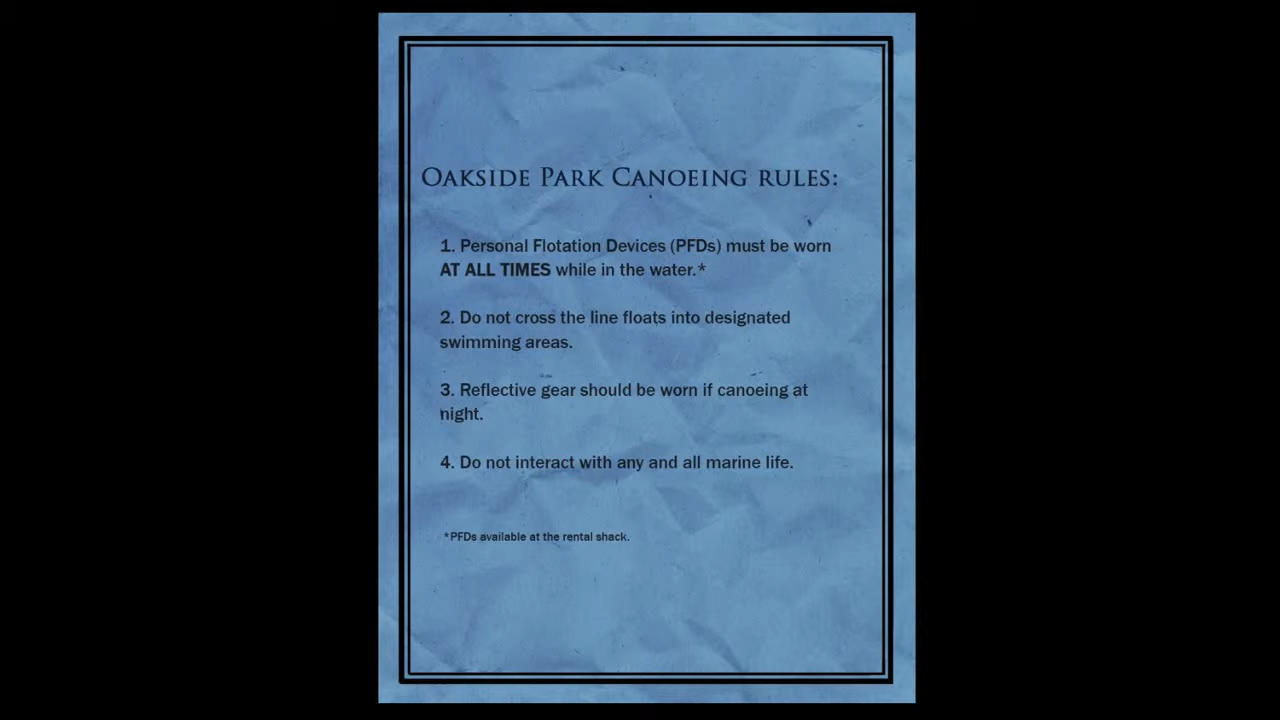 Oakside Park Canoeing rules:
1. Personal Flotation Devices (PFDs) must be worn
AT ALL TIMES while in the water.*
2. Do not cross the line floats into designated
swimming areas.
3. Reflective gear should be worn if canoeing at
night.
4. Do not interact with any and all marine life.
*PFDs available at the rental shack.